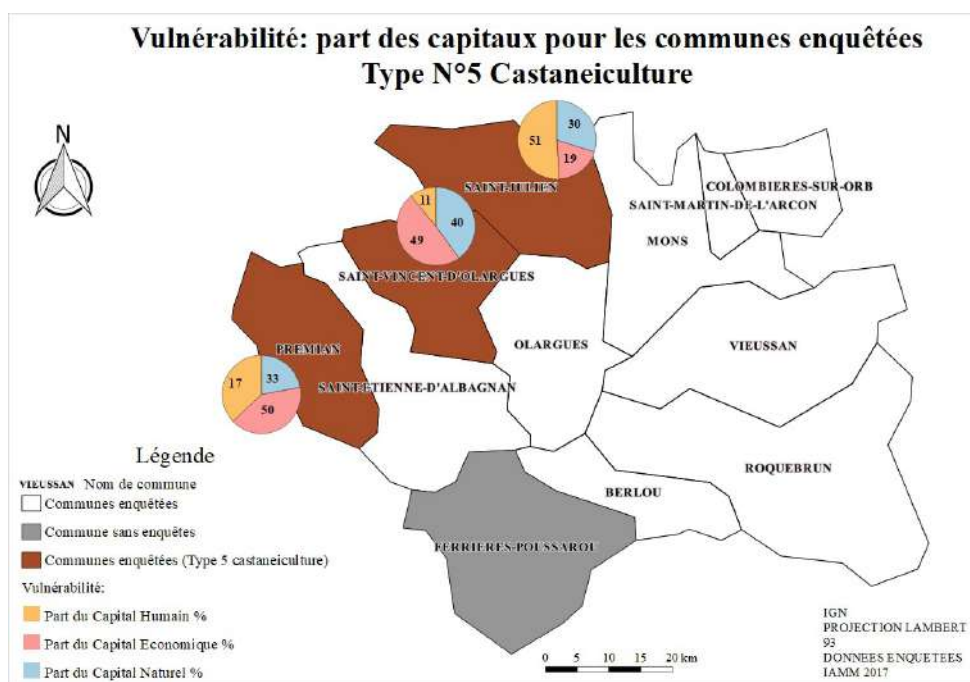 Vulnérabilité: part des capitaux pour les communes enquêtées
Type N°5 Castaneiculture
N
51
30
19
SAINT-JULIEN
COLOMBIERES-SUR-ORB
SAINT-MARTIN-DE-L'ARCON
MONS
11
40
49
SAINT-VINCENT-D'OLARGUES
OLARGUES
VIEUSSAN
PREMIAN
SAINT-ETIENNE-D'ALBAGNAN
17
33
50
ROQUEBRUN
BERLOU
FERRIERES-POUSSAROU
Légende
VIEUSSAN Nom de commune
Communes enquêtées
Commune sans enquêtes
Communes enquêtées (Type 5 castaneiculture)
Vulnérabilité:
Part du Capital Humain %
Part du Capital Economique %
Part du Capital Naturel %
0 5 10 15 20 km
IGN
PROJECTION LAMBERT
93
DONNEES ENQUETEES
IAMM 2017